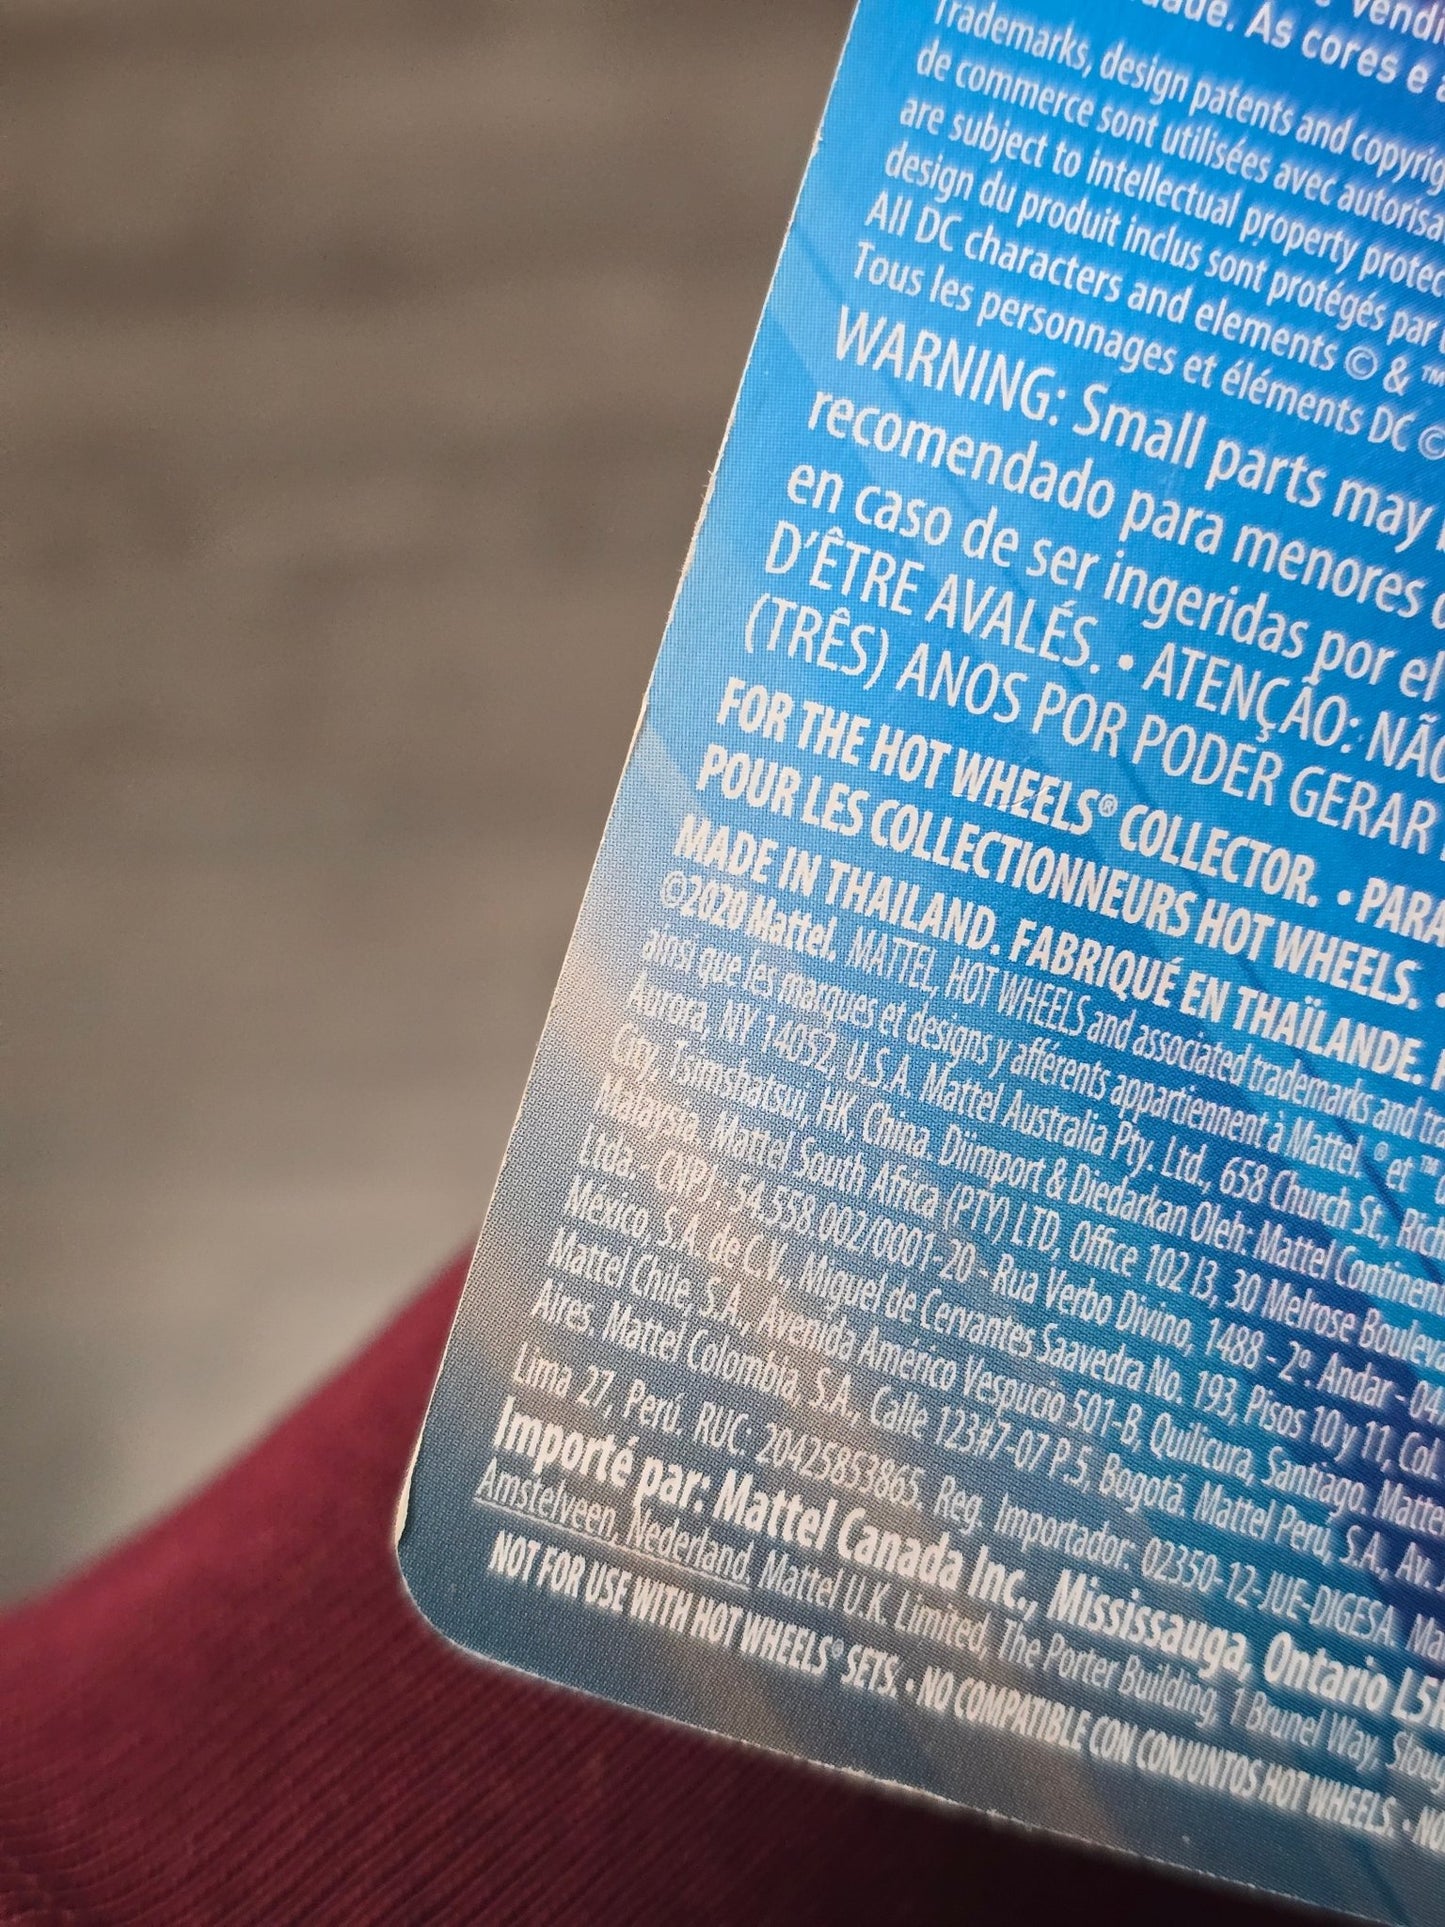 As cores e
Trademarks, design patents and
de commerce sont utilisées avec
are subject to intellectual property
design du produit inclus sont protégés par
All DC characters and elements © & ™
Tous les personnages et éléments DC ©
WARNING: Small parts may
recomendado para menores
en caso de ser ingeridas por el
D'ÊTRE AVALÉS. • ATENÇÃO:
(TRÊS) ANOS POR PODER GERAR
FOR THE HOT WHEELS® COLLECTOR. • PARA
POUR LES COLLECTIONNEURS HOT WHEELS. •
MADE IN THAILAND. FABRIQUÉ EN THAÏLANDE.
©2020 Mattel. MATTEL, HOT WHEELS and associated trademarks and
ainsi que les marques et designs y afférents appartiennent à Mattel. ® et ™
Aurora, NY 14052, U.S.A. Mattel Australia Pty. Ltd., 658 Church St.,
City, Tsimshatsui, HK, China. Diimport & Diedarkan Oleh: Mattel
Malaysia. Mattel South Africa (PTY) LTD, Office 102 I3, 30 Melrose
Ltda.- CNPJ.: 54.558.002/0001-20 - Rua Verbo Divino, 1488 - 2º. Andar -
México, S.A. de C.V., Miguel de Cervantes Saavedra No. 193, Pisos 10 y 11, Col.
Mattel Chile, S.A., Avenida Américo Vespucio 501-B, Quilicura, Santiago. Mattel
Aires. Mattel Colombia, S.A., Calle 123#7-07 P.5, Bogotá. Mattel Perú, S.A., Av.
Lima 27, Perú. RUC: 20425853865. Reg. Importador: 02350-12-JUE-DIGESA.
Importé par: Mattel Canada Inc., Mississauga, Ontario
Amstelveen, Nederland. Mattel U.K. Limited, The Porter Building, 1 Brunel Way,
NOT FOR USE WITH HOT WHEELS® SETS. • NO COMPATIBLE CON CONJUNTOS HOT WHEELS. •